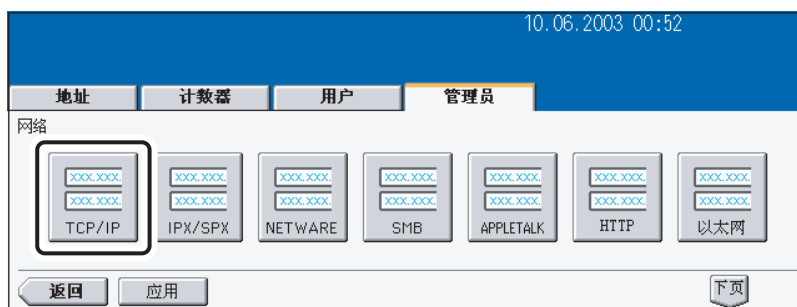 10.06.2003 00:52
地址 计数器 用户 管理员
网络
XXX.XXX. XXX.XXX. XXX.XXX. XXX.XXX. XXX.XXX. XXX.XXX. XXX.XXX.
XXX.XXX. XXX.XXX. XXX.XXX. XXX.XXX. XXX.XXX. XXX.XXX. XXX.XXX.
TCP/IP IPX/SPX NETWARE SMB APPLETALK HTTP 以太网
返回 应用 下页